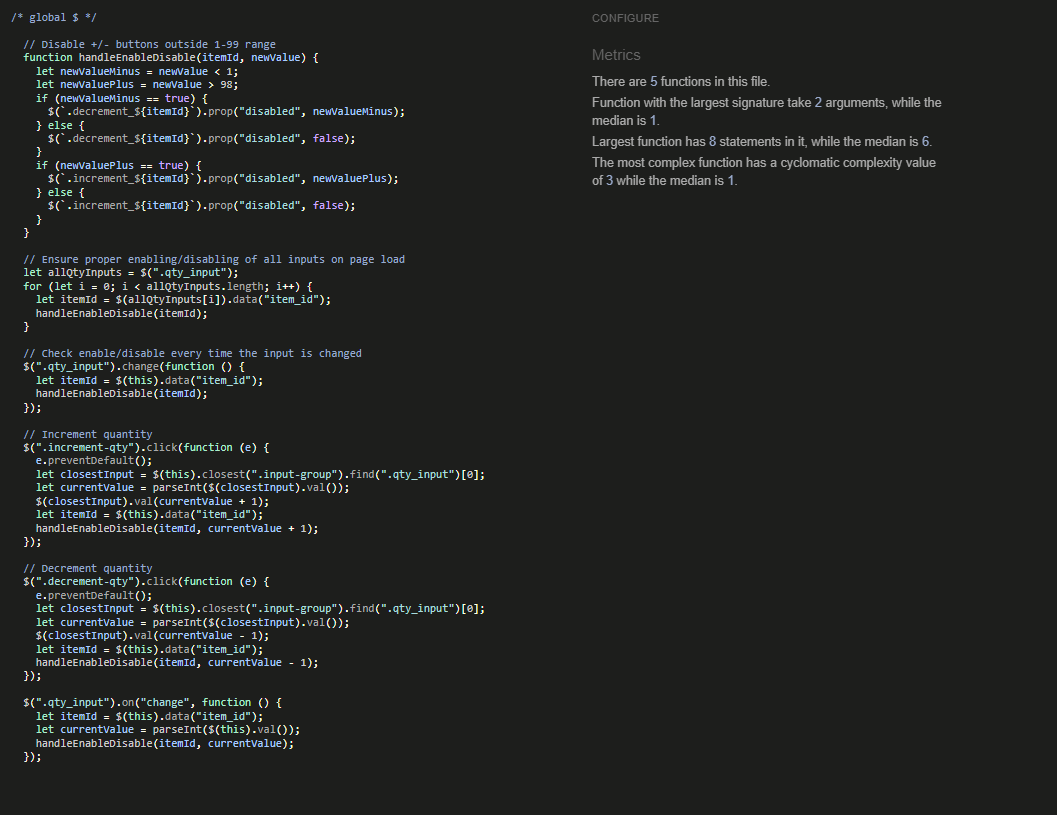 /* global $ */
// Disable +/- buttons outside 1-99 range
function handleEnableDisable(itemId, newValue) {
let newValueMinus = newValue < 1;
let newValuePlus = newValue > 98;
if (newValueMinus == true) {
$(`.decrement_${itemId}`).prop("disabled", newValueMinus);
} else {
$(`.decrement_${itemId}`).prop("disabled", false);
}
if (newValuePlus == true) {
$(`.increment_${itemId}`).prop("disabled", newValuePlus);
} else {
$(`.increment_${itemId}`).prop("disabled", false);
}
}
// Ensure proper enabling/disabling of all inputs on page load
let allQtyInputs = $(".qty_input");
for (let i = 0; i < allQtyInputs.length; i++) {
let itemId = $(allQtyInputs[i]).data("item_id");
handleEnableDisable(itemId);
}
// Check enable/disable every time the input is changed
$(".qty_input").change(function () {
let itemId = $(this).data("item_id");
handleEnableDisable(itemId);
});
// Increment quantity
$(".increment-qty").click(function (e) {
e.preventDefault();
let closestInput = $(this).closest(".input-group").find(".qty_input")[0];
let currentValue = parseInt($(closestInput).val());
$(closestInput).val(currentValue + 1);
let itemId = $(this).data("item_id");
handleEnableDisable(itemId, currentValue + 1);
});
// Decrement quantity
$(".decrement-qty").click(function (e) {
e.preventDefault();
let closestInput = $(this).closest(".input-group").find(".qty_input")[0];
let currentValue = parseInt($(closestInput).val());
$(closestInput).val(currentValue - 1);
let itemId = $(this).data("item_id");
handleEnableDisable(itemId, currentValue - 1);
});
$(".qty_input").on("change", function () {
let itemId = $(this).data("item_id");
let currentValue = parseInt($(this).val());
handleEnableDisable(itemId, currentValue);
});
CONFIGURE
Metrics
There are 5 functions in this file.
Function with the largest signature take 2 arguments, while the
median is 1.
Largest function has 8 statements in it, while the median is 6.
The most complex function has a cyclomatic complexity value
of 3 while the median is 1.